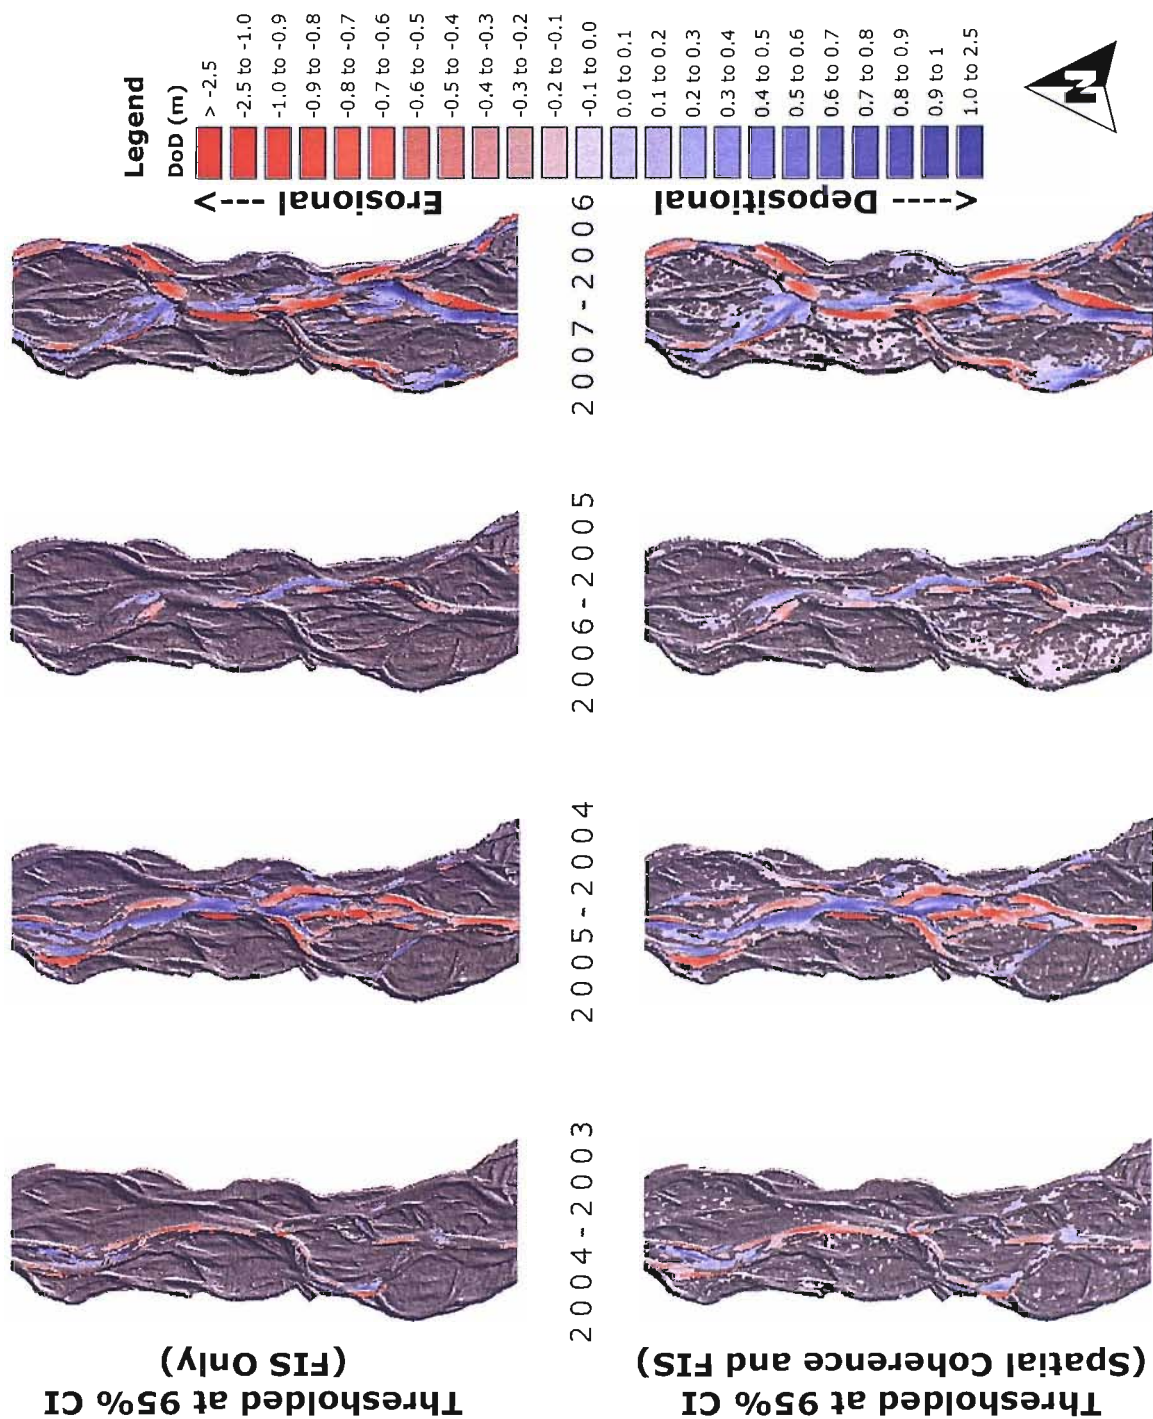 Legend
DoD (m)
> -2.5
-2.5 to -1.0
-1.0 to -0.9
-0.9 to -0.8
-0.8 to -0.7
-0.7 to -0.6
-0.6 to -0.5
-0.5 to -0.4
-0.4 to -0.3
-0.3 to -0.2
-0.2 to -0.1
-0.1 to 0.0
0.0 to 0.1
0.1 to 0.2
0.2 to 0.3
0.3 to 0.4
0.4 to 0.5
0.5 to 0.6
0.6 to 0.7
0.7 to 0.8
0.8 to 0.9
0.9 to 1
1.0 to 2.5
Erosional --->
<---- Depositional
N
Thresholded at 95% CI
(FIS Only)
2004-2003
2005-2004
2006-2005
2007-2006
Thresholded at 95% CI
(Spatial Coherence and FIS)